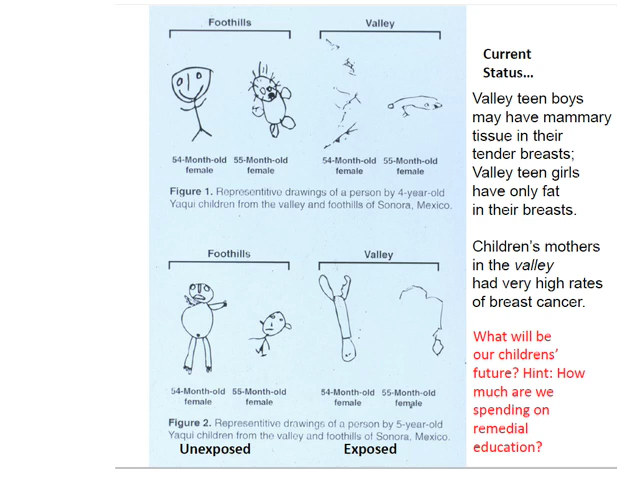 Foothills Valley
54-Month-old 55-Month-old 54-Month-old 55-Month-old
female female female female
Figure 1. Representitive drawings of a person by 4-year-old
Yaqui children from the valley and foothills of Sonora, Mexico.
Foothills Valley
54-Month-old 55-Month-old 54-Month-old 55-Month-old
female female female female
Figure 2. Representitive drawings of a person by 5-year-old
Yaqui children from the valley and foothills of Sonora, Mexico.
Unexposed Exposed
Current
Status...
Valley teen boys
may have mammary
tissue in their
tender breasts;
Valley teen girls
have only fat
in their breasts.
Children's mothers
in the valley
had very high rates
of breast cancer.
What will be
our childrens'
future? Hint: How
much are we
spending on
remedial
education?